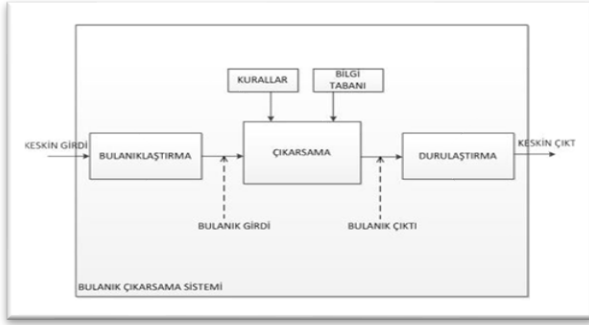 KURALLAR
BİLGİ
TABANI
KESKİN GİRDİ
BULANIKLAŞTIRMA
ÇIKARSAMA
DURULAŞTIRMA
KESKİN ÇIKT
BULANIK GİRDİ
BULANIK ÇIKTI
BULANIK ÇIKARSAMA SİSTEMİ